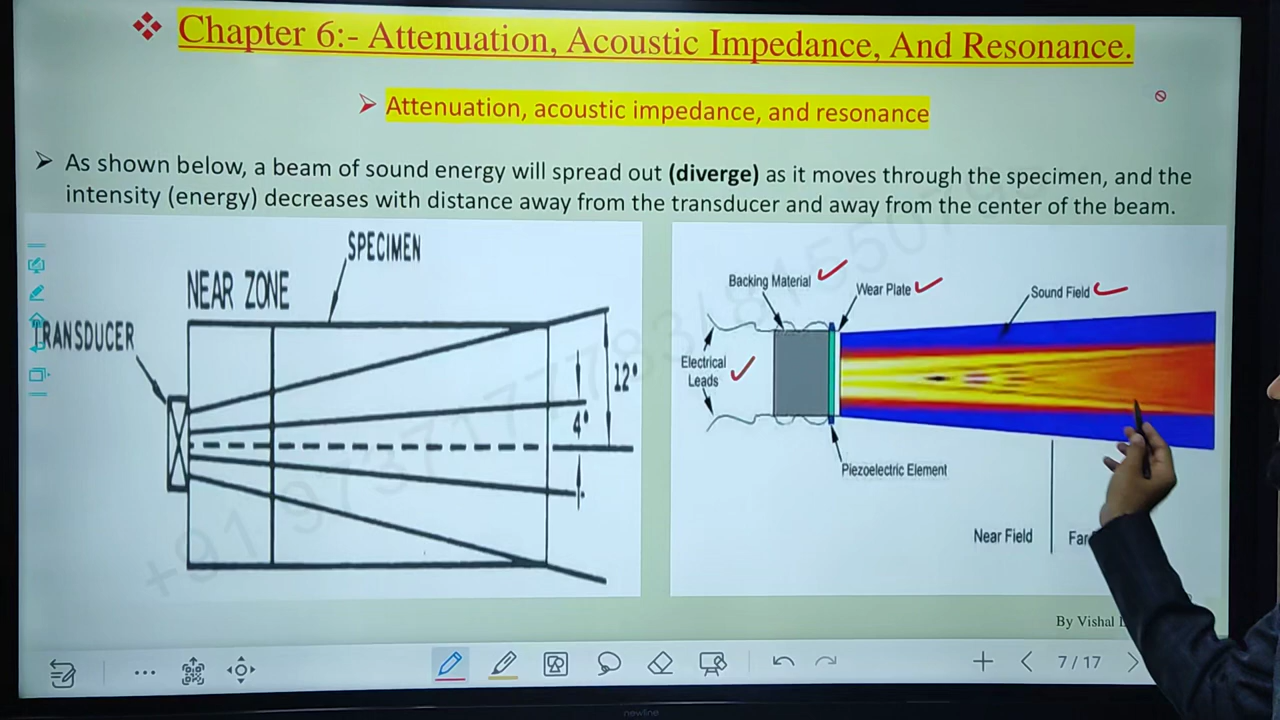 Chapter 6:- Attenuation, Acoustic Impedance, And Resonance.
Attenuation, acoustic impedance, and resonance
As shown below, a beam of sound energy will spread out (diverge) as it moves through the specimen, and the
intensity (energy) decreases with distance away from the transducer and away from the center of the beam.
SPECIMEN
NEAR ZONE
TRANSDUCER
12°
4°
Backing Material
Wear Plate
Sound Field
Electrical
Leads
Piezoelectric Element
Near Field
By Vishal
7 / 17
newline